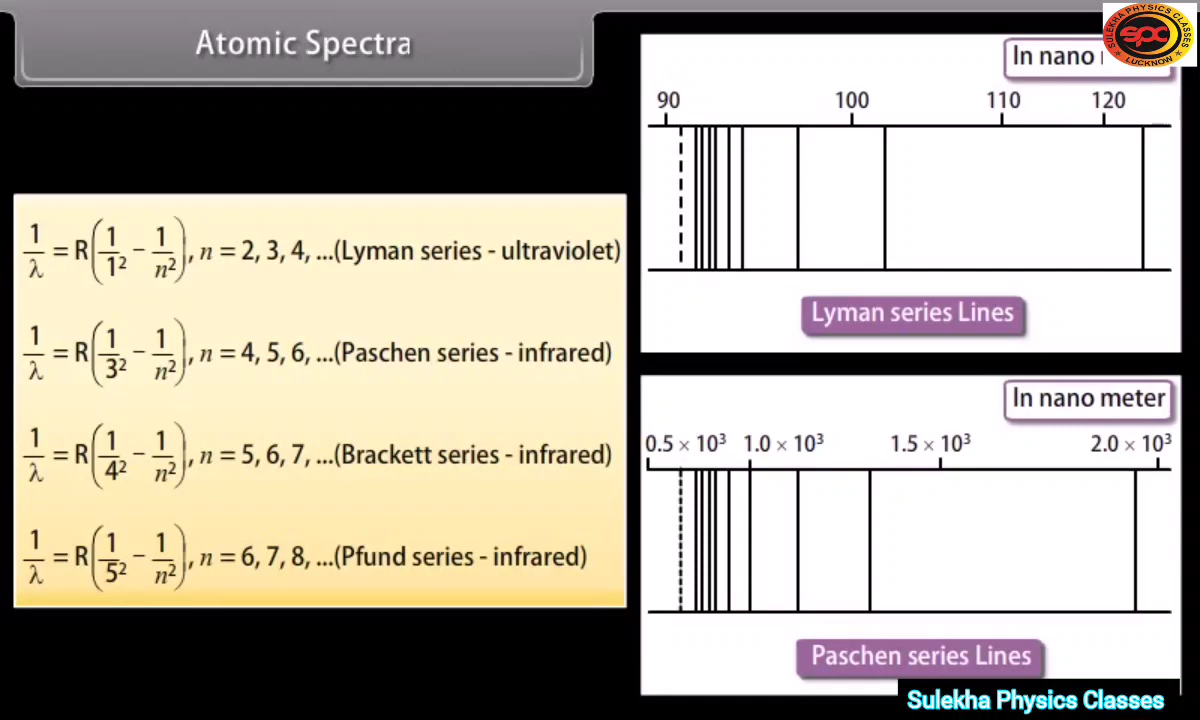 Atomic Spectra
1/λ = R(1/1² − 1/n²), n = 2, 3, 4, ...(Lyman series - ultraviolet)
1/λ = R(1/3² − 1/n²), n = 4, 5, 6, ...(Paschen series - infrared)
1/λ = R(1/4² − 1/n²), n = 5, 6, 7, ...(Brackett series - infrared)
1/λ = R(1/5² − 1/n²), n = 6, 7, 8, ...(Pfund series - infrared)
In nano
SULEKHA PHYSICS CLASSES
spc
LUCKNOW
90 100 110 120
Lyman series Lines
In nano meter
0.5 × 10³ 1.0 × 10³ 1.5 × 10³ 2.0 × 10³
Paschen series Lines
Sulekha Physics Classes